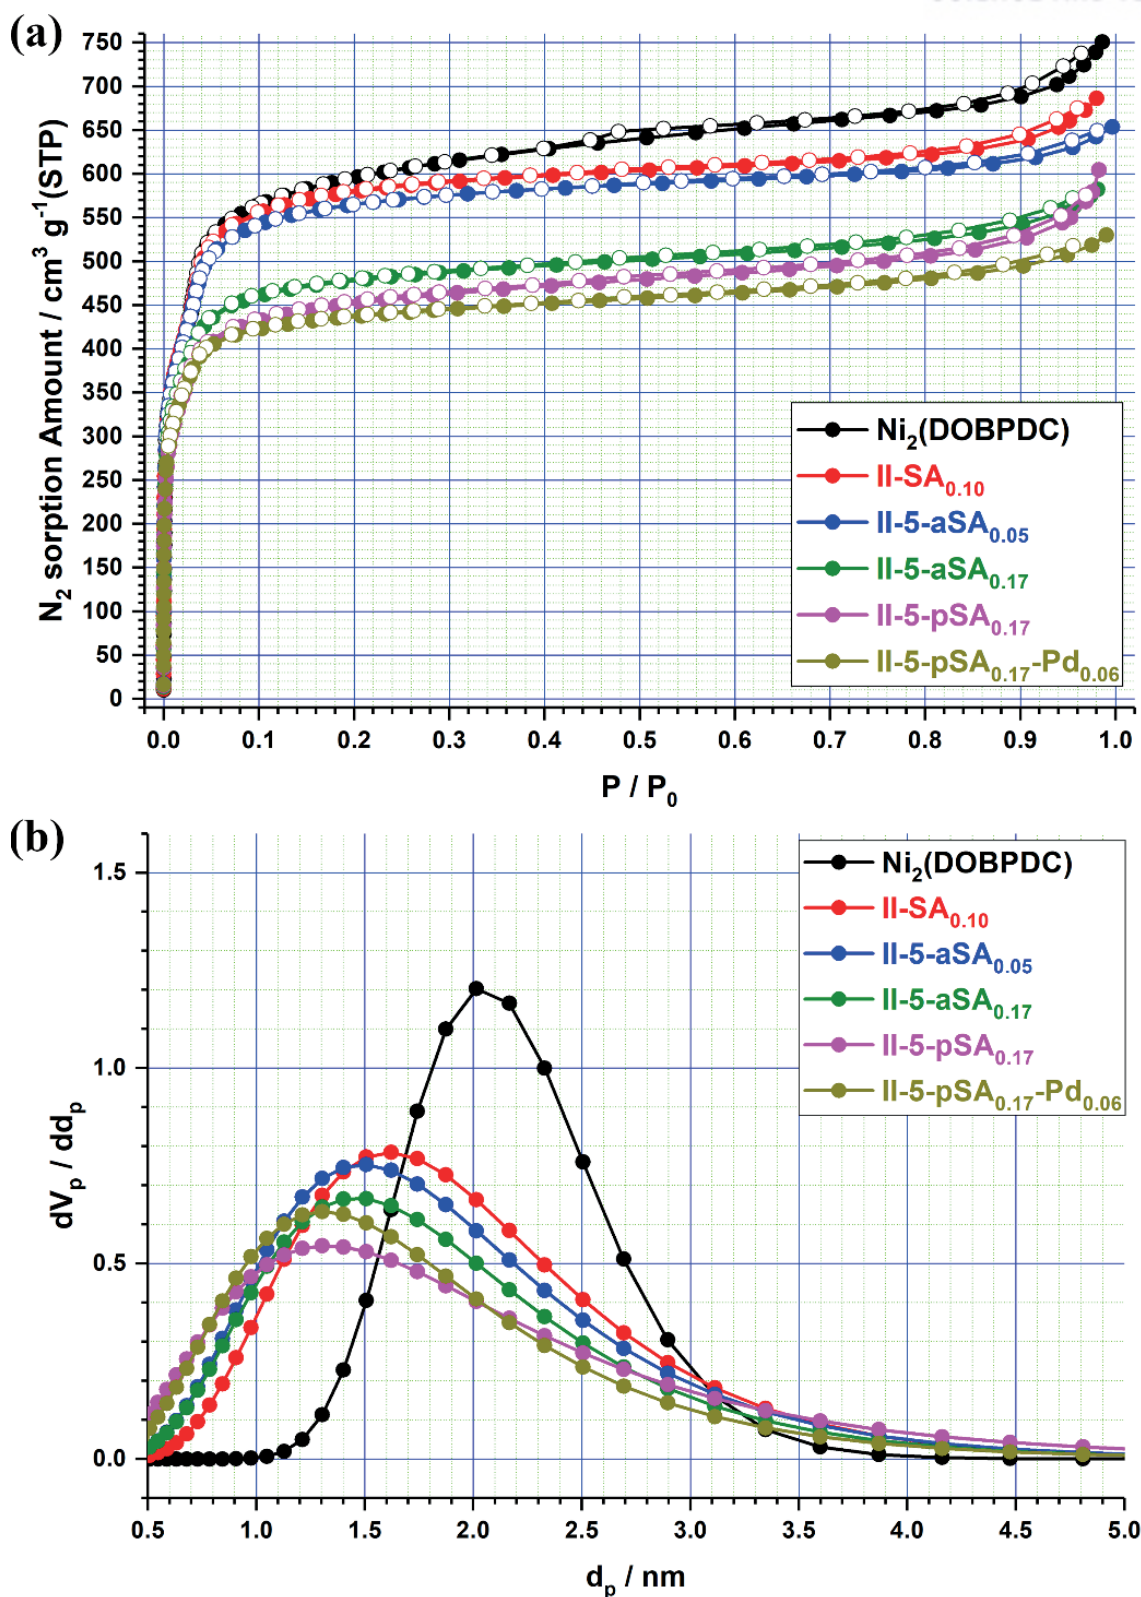 (a)
750
700
650
600
550
500
450
400
350
300
250
200
150
100
50
0
N2 sorption Amount / cm3 g-1(STP)
Ni2(DOBPDC)
II-SA0.10
II-5-aSA0.05
II-5-aSA0.17
II-5-pSA0.17
II-5-pSA0.17-Pd0.06
0.0 0.1 0.2 0.3 0.4 0.5 0.6 0.7 0.8 0.9 1.0
P / P0
(b)
1.5
1.0
0.5
0.0
dVp / ddp
Ni2(DOBPDC)
II-SA0.10
II-5-aSA0.05
II-5-aSA0.17
II-5-pSA0.17
II-5-pSA0.17-Pd0.06
0.5 1.0 1.5 2.0 2.5 3.0 3.5 4.0 4.5 5.0
dp / nm